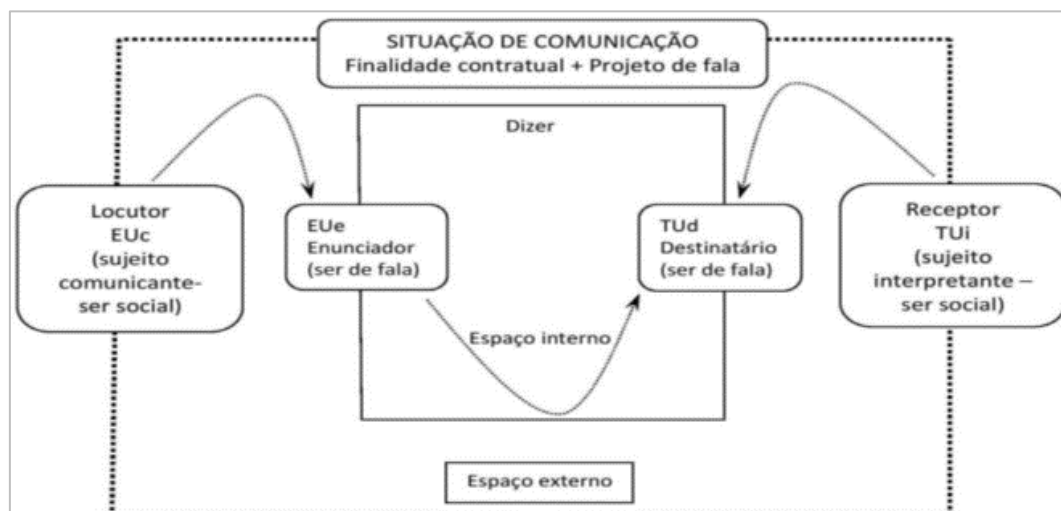 SITUAÇÃO DE COMUNICAÇÃO
Finalidade contratual + Projeto de fala
Dizer
Locutor
EUc
(sujeito
comunicante-
ser social)
EUe
Enunciador
(ser de fala)
TUd
Destinatário
(ser de fala)
Receptor
TUi
(sujeito
interpretante –
ser social)
Espaço interno
Espaço externo